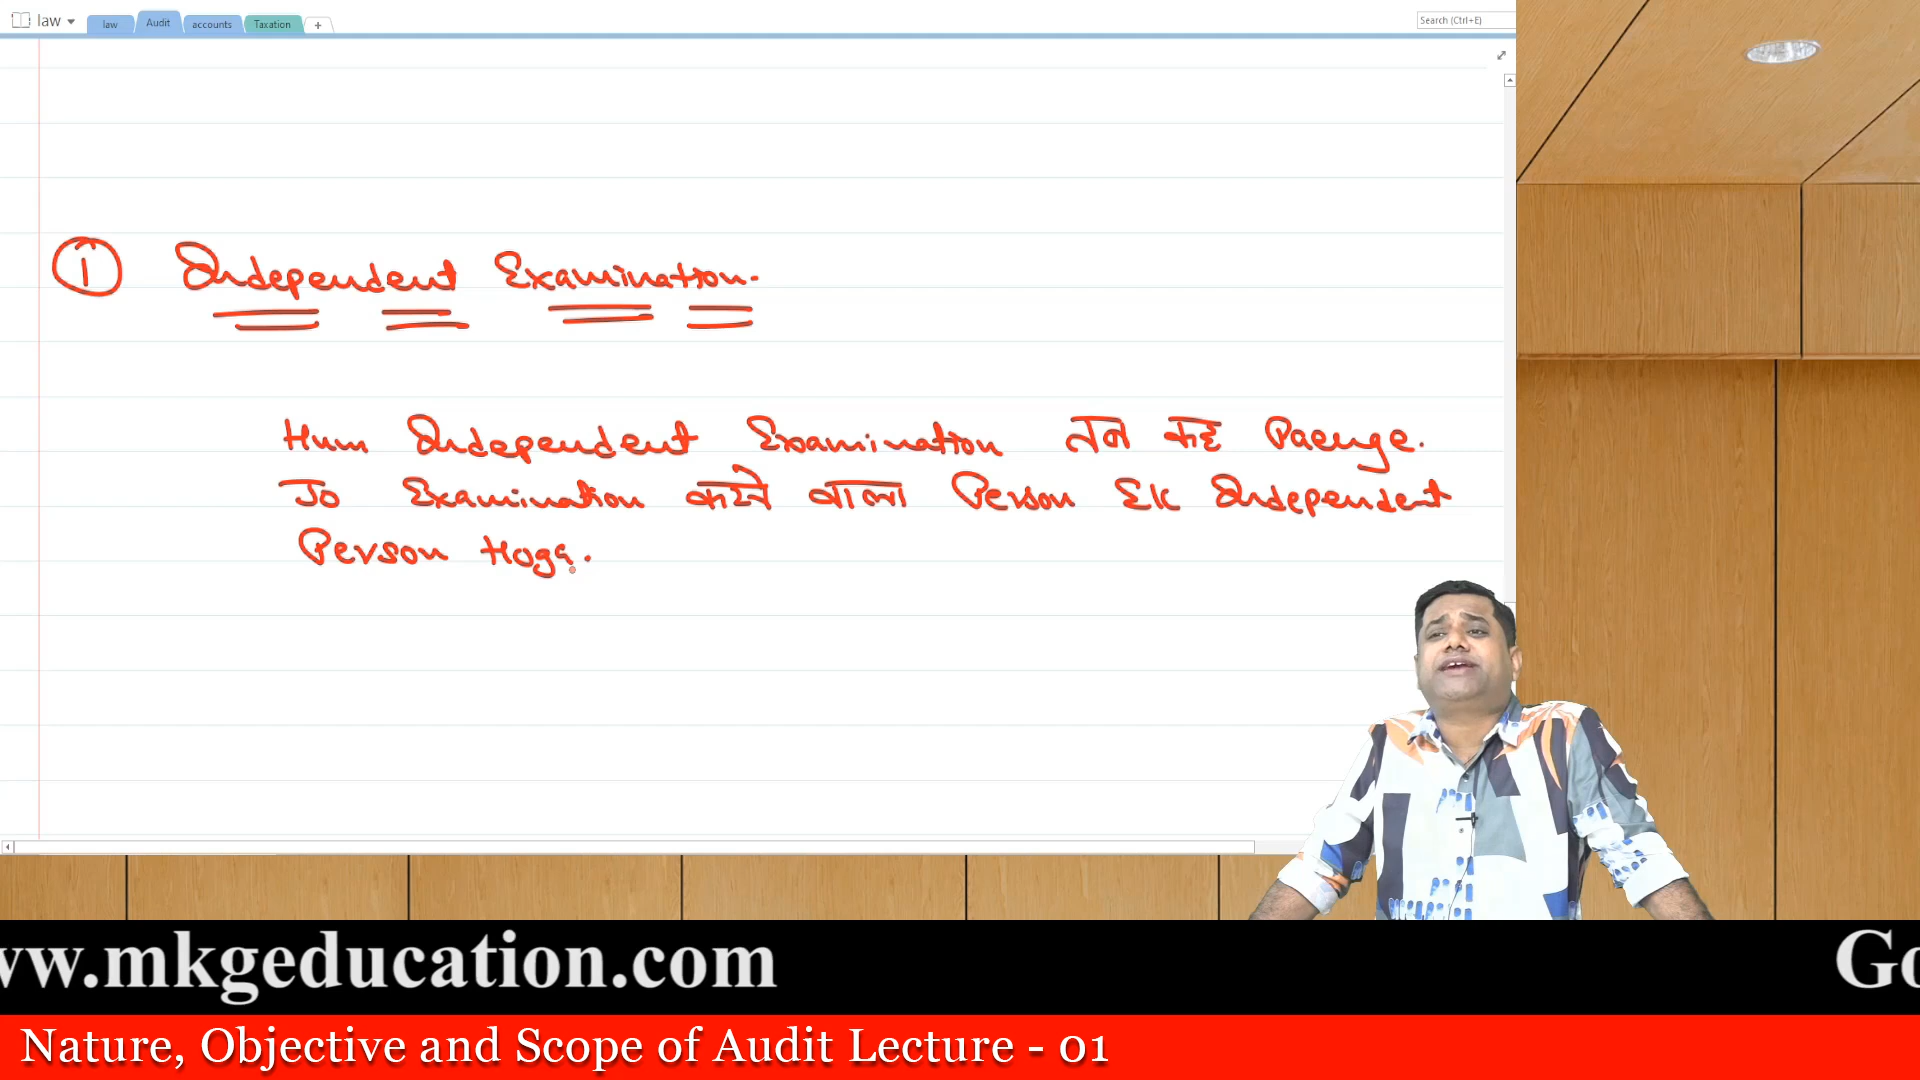 law
law Audit accounts Taxation +
Search (Ctrl+E)
① Independent Examination.
Hum Independent Examination तब कह Paenge.
Jo Examination करने वाला Person Ek Independent
Person Hoga.
ww.mkgeducation.com Go
Nature, Objective and Scope of Audit Lecture - 01